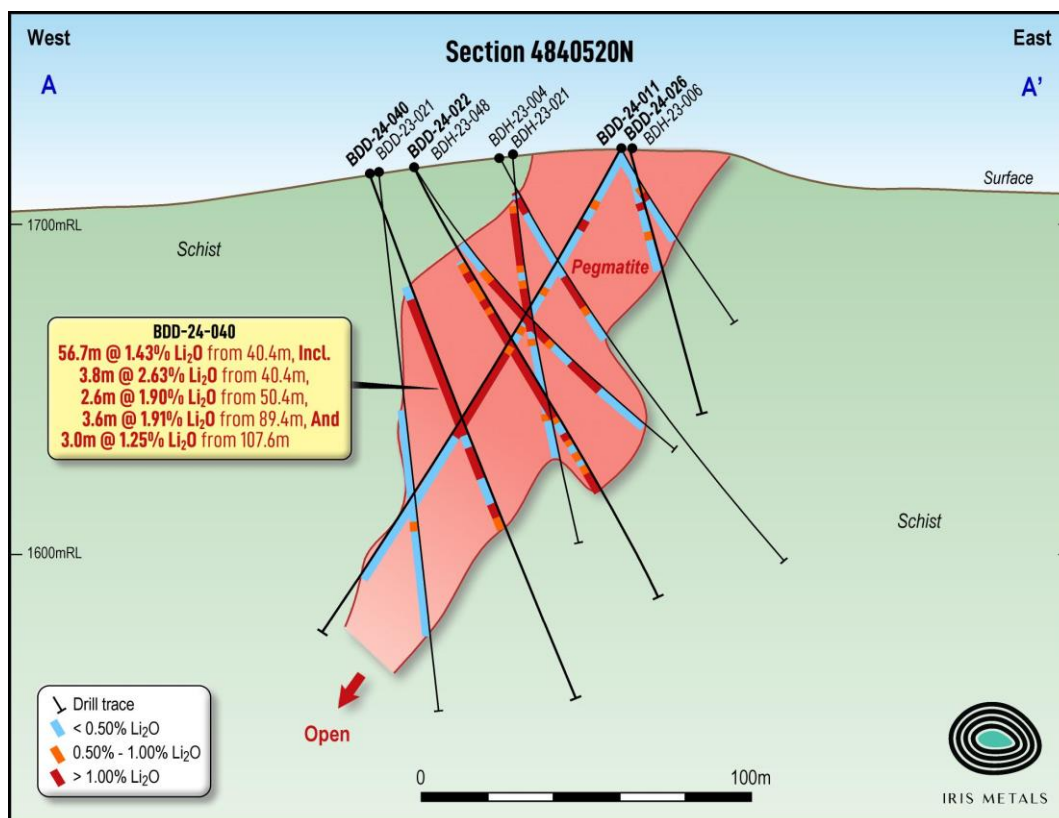 West
East
Section 4840520N
A
A'
BDD-24-040
BDD-23-021
BDD-24-022
BDH-23-048
BDH-23-004
BDH-23-021
BDD-24-011
BDD-24-026
BDH-23-006
Surface
1700mRL
Schist
Pegmatite
BDD-24-040
56.7m @ 1.43% Li₂O from 40.4m, Incl.
3.8m @ 2.63% Li₂O from 40.4m,
2.6m @ 1.90% Li₂O from 50.4m,
3.6m @ 1.91% Li₂O from 89.4m, And
3.0m @ 1.25% Li₂O from 107.6m
Schist
1600mRL
Open
Drill trace
< 0.50% Li₂O
0.50% - 1.00% Li₂O
> 1.00% Li₂O
0
100m
IRIS METALS